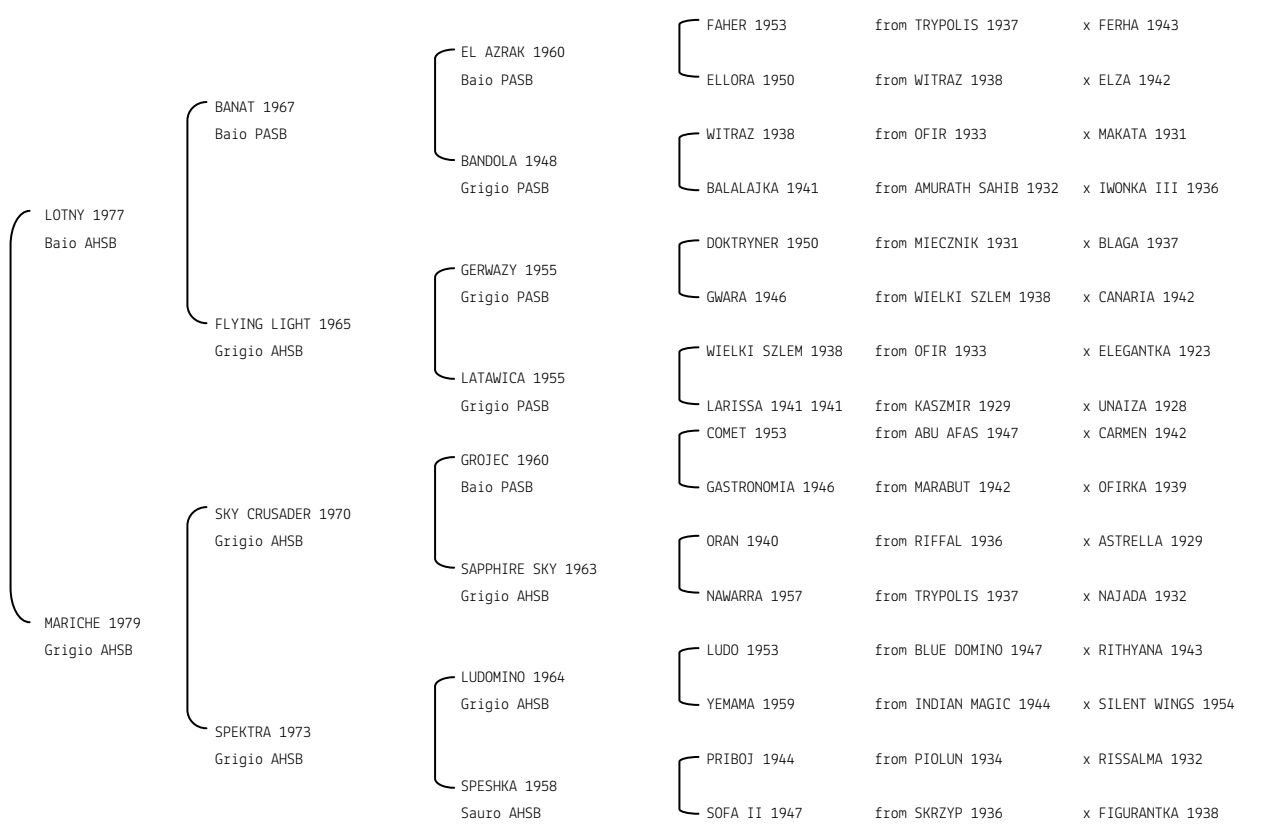 FAHER 1953 from TRYPOLIS 1937 x FERHA 1943
EL AZRAK 1960
Baio PASB
ELLORA 1950 from WITRAZ 1938 x ELZA 1942
BANAT 1967
Baio PASB
WITRAZ 1938 from OFIR 1933 x MAKATA 1931
BANDOLA 1948
Grigio PASB
BALALAJKA 1941 from AMURATH SAHIB 1932 x IWONKA III 1936
LOTNY 1977
Baio AHSB
DOKTRYNER 1950 from MIECZNIK 1931 x BLAGA 1937
GERWAZY 1955
Grigio PASB
GWARA 1946 from WIELKI SZLEM 1938 x CANARIA 1942
FLYING LIGHT 1965
Grigio AHSB
WIELKI SZLEM 1938 from OFIR 1933 x ELEGANTKA 1923
LATAWICA 1955
Grigio PASB
LARISSA 1941 1941 from KASZMIR 1929 x UNAIZA 1928
COMET 1953 from ABU AFAS 1947 x CARMEN 1942
GROJEC 1960
Baio PASB
GASTRONOMIA 1946 from MARABUT 1942 x OFIRKA 1939
SKY CRUSADER 1970
Grigio AHSB
ORAN 1940 from RIFFAL 1936 x ASTRELLA 1929
SAPPHIRE SKY 1963
Grigio AHSB
NAWARRA 1957 from TRYPOLIS 1937 x NAJADA 1932
MARICHE 1979
Grigio AHSB
LUDO 1953 from BLUE DOMINO 1947 x RITHYANA 1943
LUDOMINO 1964
Grigio AHSB
YEMAMA 1959 from INDIAN MAGIC 1944 x SILENT WINGS 1954
SPEKTRA 1973
Grigio AHSB
PRIBOJ 1944 from PIOLUN 1934 x RISSALMA 1932
SPESHKA 1958
Sauro AHSB
SOFA II 1947 from SKRZYP 1936 x FIGURANTKA 1938